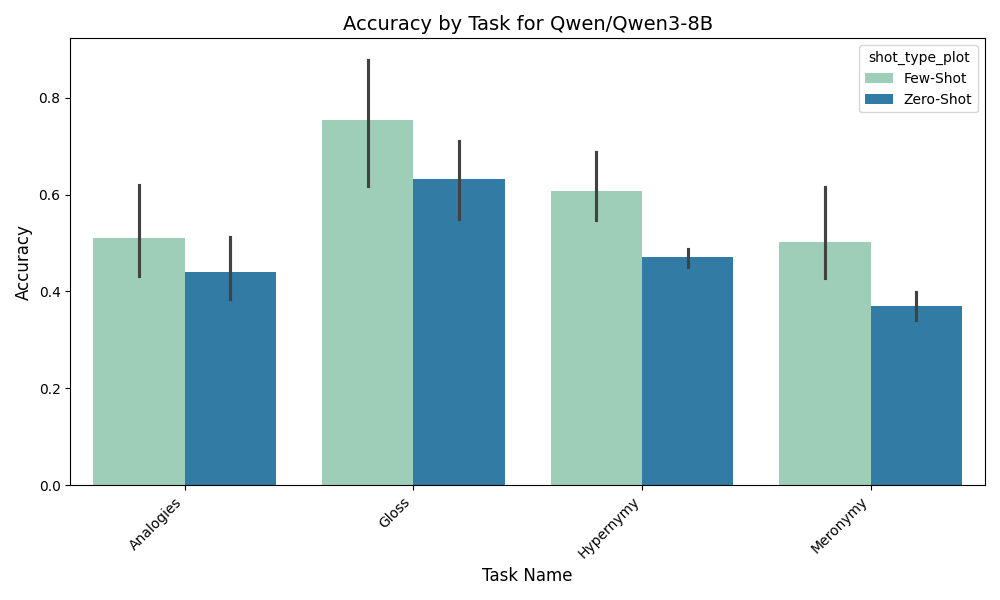 Accuracy by Task for Qwen/Qwen3-8B
shot_type_plot
Few-Shot
Zero-Shot
Accuracy
0.8
0.6
0.4
0.2
0.0
Analogies
Gloss
Hypernymy
Meronymy
Task Name